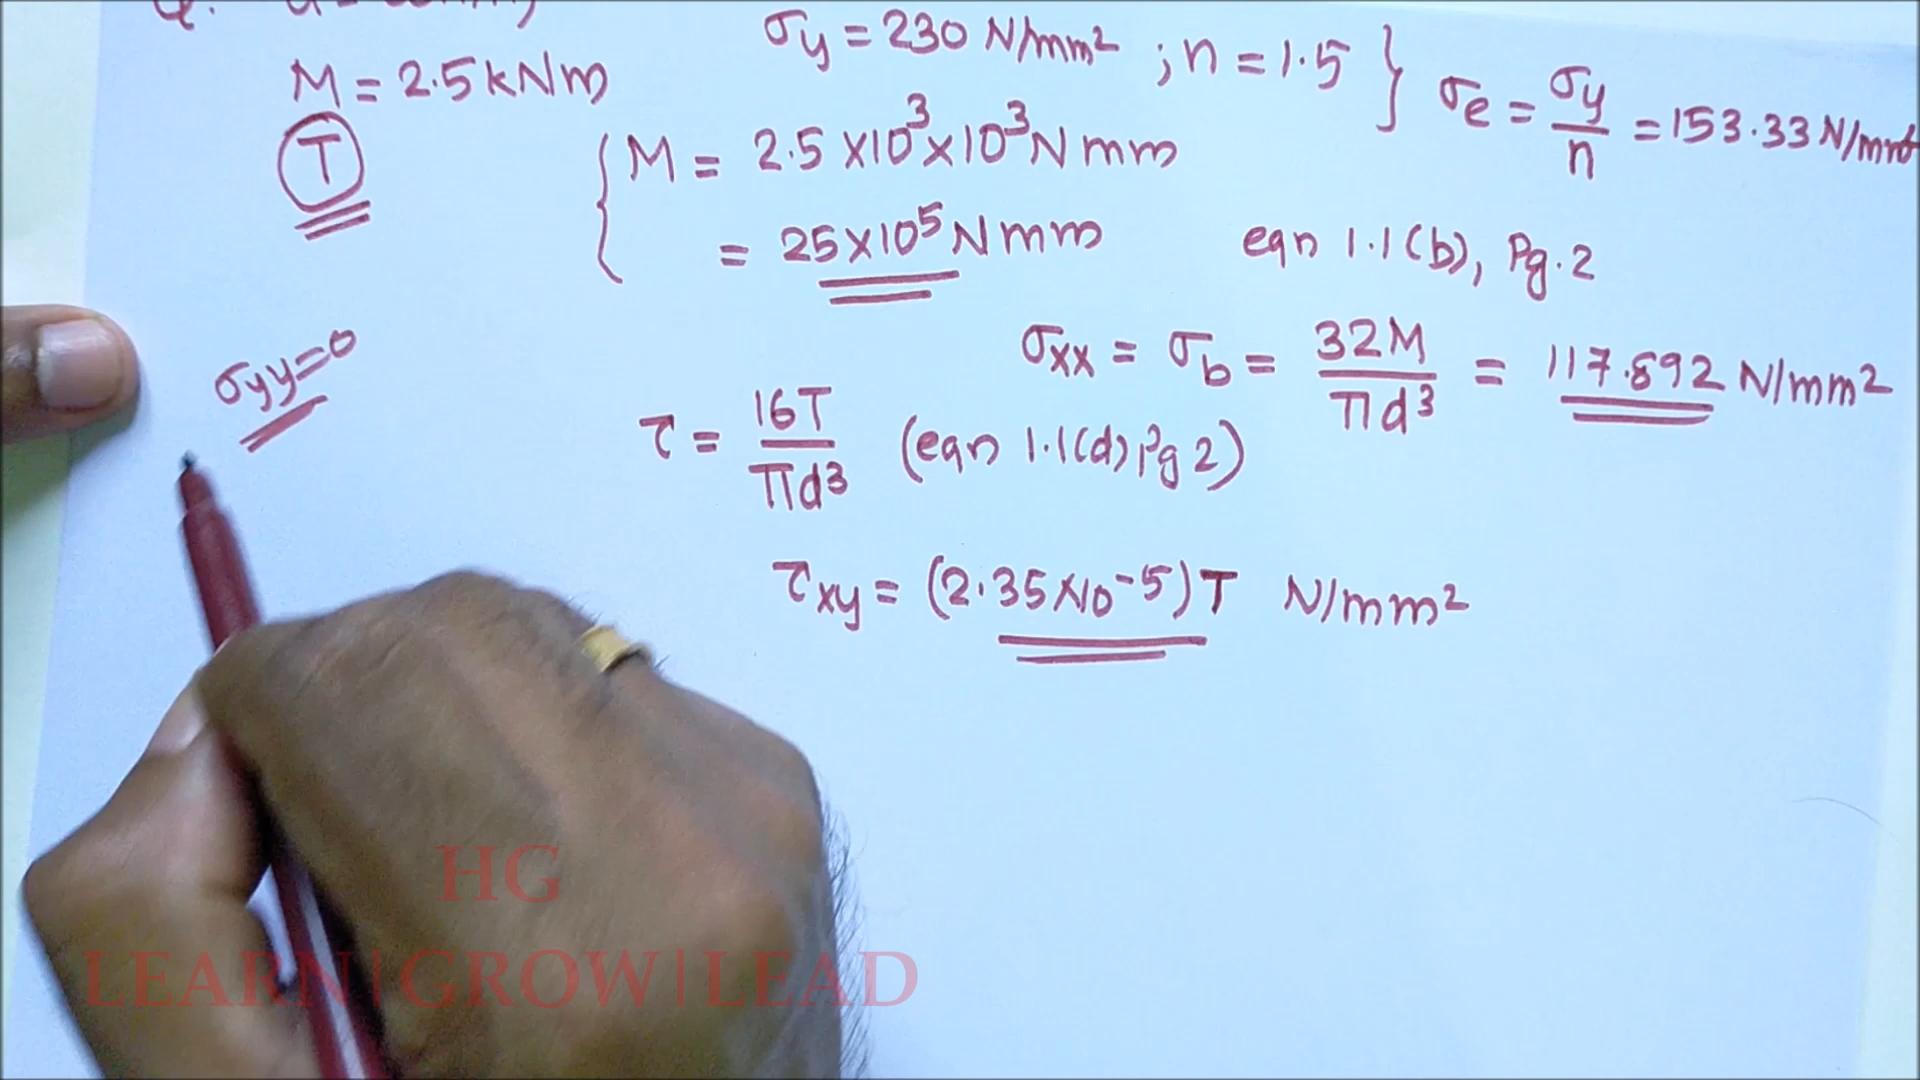 M = 2.5 kNm
T
σy = 230 N/mm² ; n = 1.5 } σe = σy/n = 153.33 N/mm²
{ M = 2.5 ×10³×10³ N mm
= 25×10⁵ N mm
eqn 1.1(b), Pg. 2
σyy = 0
σxx = σb = 32M/πd³ = 117.892 N/mm²
τ = 16T/πd³ (eqn 1.1(d) Pg 2)
τxy = (2.35×10⁻⁵) T N/mm²
HG
LEARN|GROW|LEAD